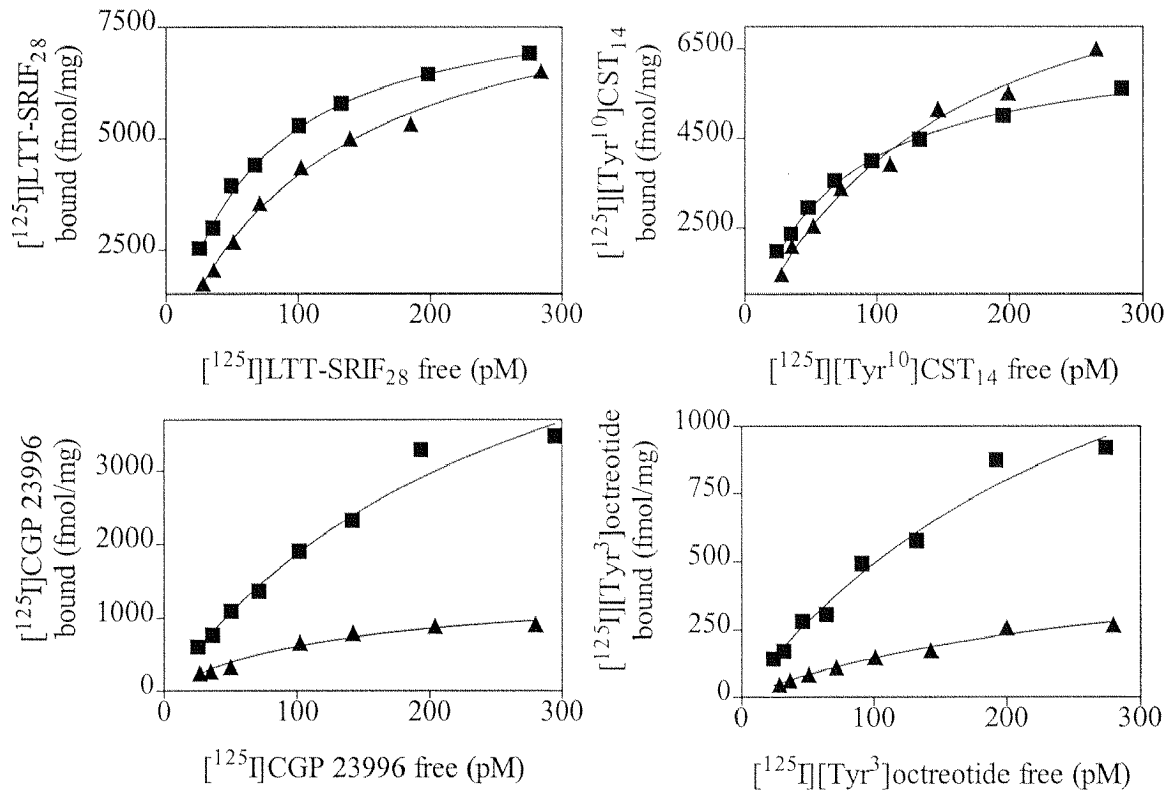 [¹²⁵I]LTT-SRIF₂₈
bound (fmol/mg)
7500
5000
2500
0
100
200
300
[¹²⁵I]LTT-SRIF₂₈ free (pM)
[¹²⁵I][Tyr¹⁰]CST₁₄
bound (fmol/mg)
6500
4500
2500
0
100
200
300
[¹²⁵I][Tyr¹⁰]CST₁₄ free (pM)
[¹²⁵I]CGP 23996
bound (fmol/mg)
3000
2000
1000
0
0
100
200
300
[¹²⁵I]CGP 23996 free (pM)
[¹²⁵I][Tyr³]octreotide
bound (fmol/mg)
1000
750
500
250
0
0
100
200
300
[¹²⁵I][Tyr³]octreotide free (pM)